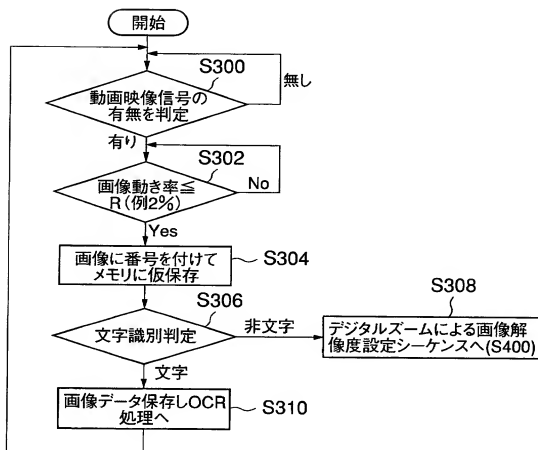 開始
S300
動画映像信号の
有無を判定
無し
有り
S302
画像動き率≦
R(例2%)
No
Yes
画像に番号を付けて
メモリに仮保存
S304
S306
文字識別判定
非文字
S308
デジタルズームによる画像解
像度設定シーケンスへ(S400)
文字
画像データ保存しOCR
処理へ
S310